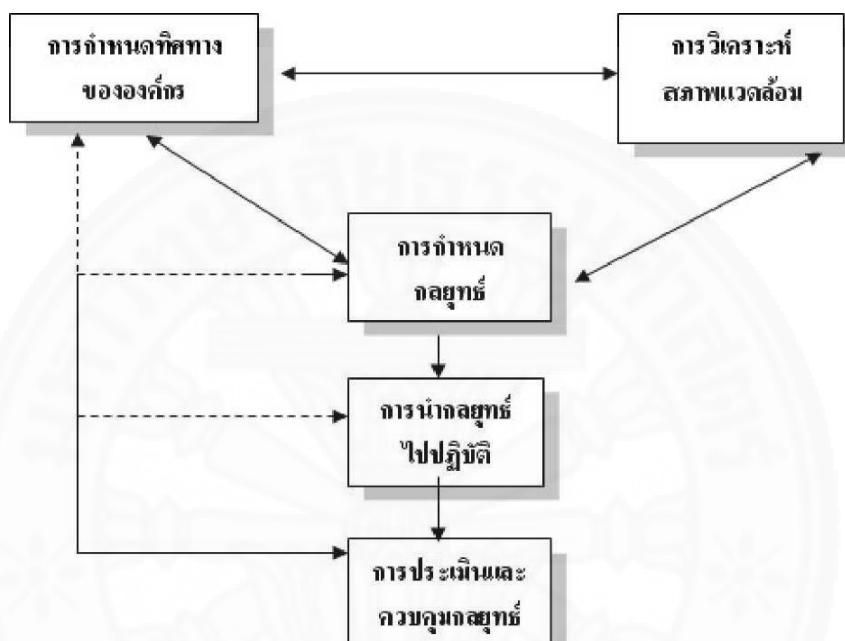 การกำหนดทิศทาง
ขององค์กร
การวิเคราะห์
สภาพแวดล้อม
การกำหนด
กลยุทธ์
การนำกลยุทธ์
ไปปฏิบัติ
การประเมินและ
ควบคุมกลยุทธ์